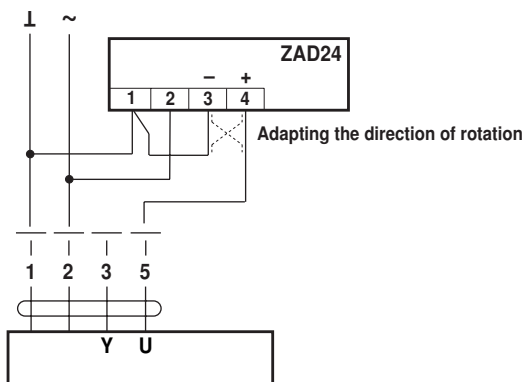 ⊥ ~
ZAD24
– +
1 2 3 4
Adapting the direction of rotation
1 2 3 5
Y U